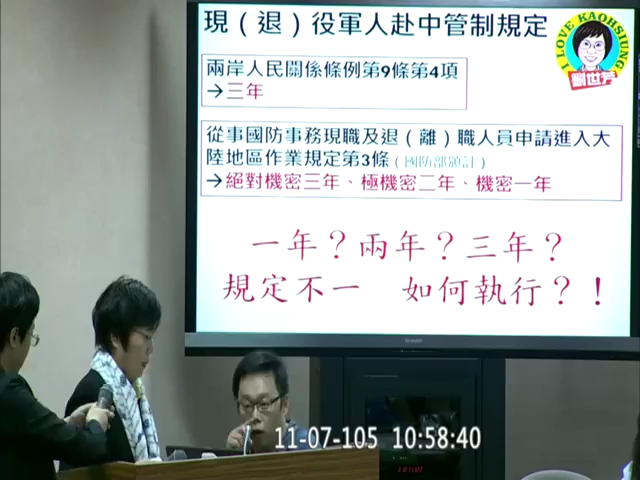 現（退）役軍人赴中管制規定
I LOVE KAOHSIUNG
劉世芳
兩岸人民關係條例第9條第4項
→三年
從事國防事務現職及退（離）職人員申請進入大
陸地區作業規定第3條（國防部頒訂）
→絕對機密三年、極機密二年、機密一年
一年？兩年？三年？
規定不一　如何執行？！
SHARP
11-07-105 10:58:40